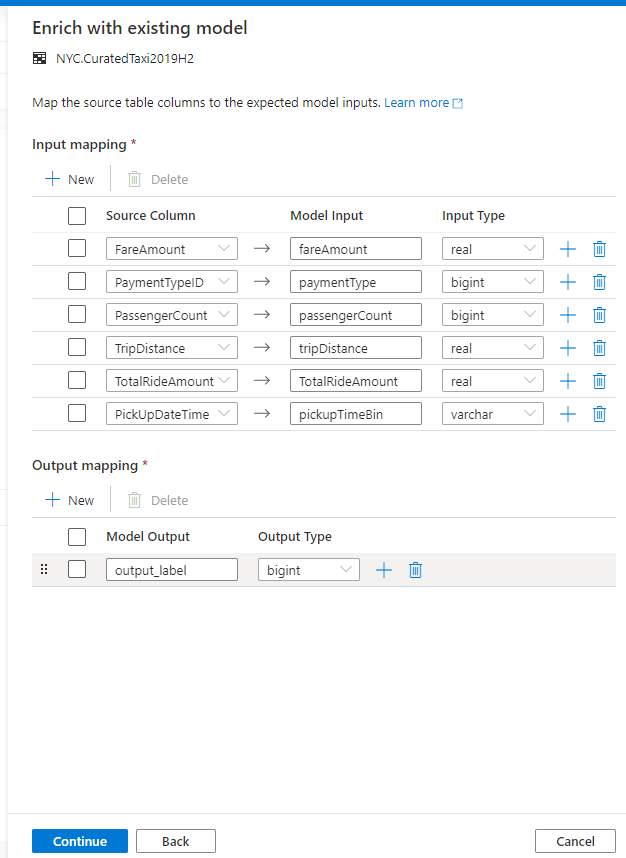 Enrich with existing model
NYC.CuratedTaxi2019H2
Map the source table columns to the expected model inputs. Learn more
Input mapping *
New Delete
Source Column Model Input Input Type
FareAmount → fareAmount real
PaymentTypeID → paymentType bigint
PassengerCount → passengerCount bigint
TripDistance → tripDistance real
TotalRideAmount → TotalRideAmount real
PickUpDateTime → pickupTimeBin varchar
Output mapping *
New Delete
Model Output Output Type
output_label bigint
Continue Back Cancel